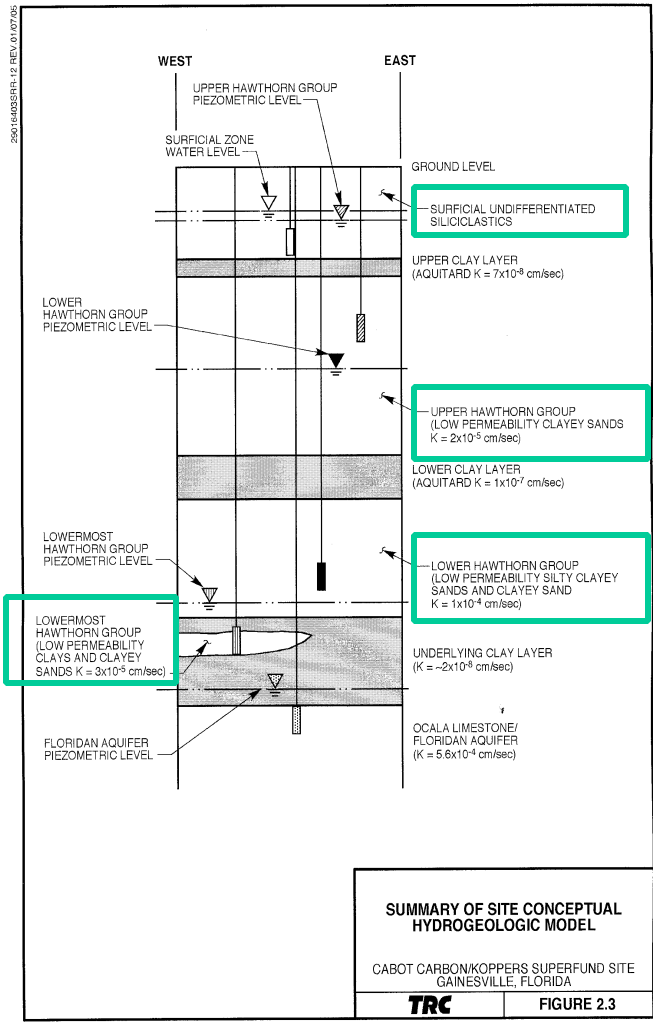 29016403SRR-12 REV.01/07/05
WEST
EAST
UPPER HAWTHORN GROUP
PIEZOMETRIC LEVEL
SURFICIAL ZONE
WATER LEVEL
GROUND LEVEL
SURFICIAL UNDIFFERENTIATED
SILICICLASTICS
UPPER CLAY LAYER
(AQUITARD K = 7x10-8 cm/sec)
LOWER
HAWTHORN GROUP
PIEZOMETRIC LEVEL
UPPER HAWTHORN GROUP
(LOW PERMEABILITY CLAYEY SANDS
K = 2x10-5 cm/sec)
LOWER CLAY LAYER
(AQUITARD K = 1x10-7 cm/sec)
LOWERMOST
HAWTHORN GROUP
PIEZOMETRIC LEVEL
LOWER HAWTHORN GROUP
(LOW PERMEABILITY SILTY CLAYEY
SANDS AND CLAYEY SAND
K = 1x10-4 cm/sec)
LOWERMOST
HAWTHORN GROUP
(LOW PERMEABILITY
CLAYS AND CLAYEY
SANDS K = 3x10-5 cm/sec)
UNDERLYING CLAY LAYER
(K = ~2x10-8 cm/sec)
FLORIDAN AQUIFER
PIEZOMETRIC LEVEL
OCALA LIMESTONE/
FLORIDAN AQUIFER
(K = 5.6x10-4 cm/sec)
SUMMARY OF SITE CONCEPTUAL
HYDROGEOLOGIC MODEL
CABOT CARBON/KOPPERS SUPERFUND SITE
GAINESVILLE, FLORIDA
TRC
FIGURE 2.3